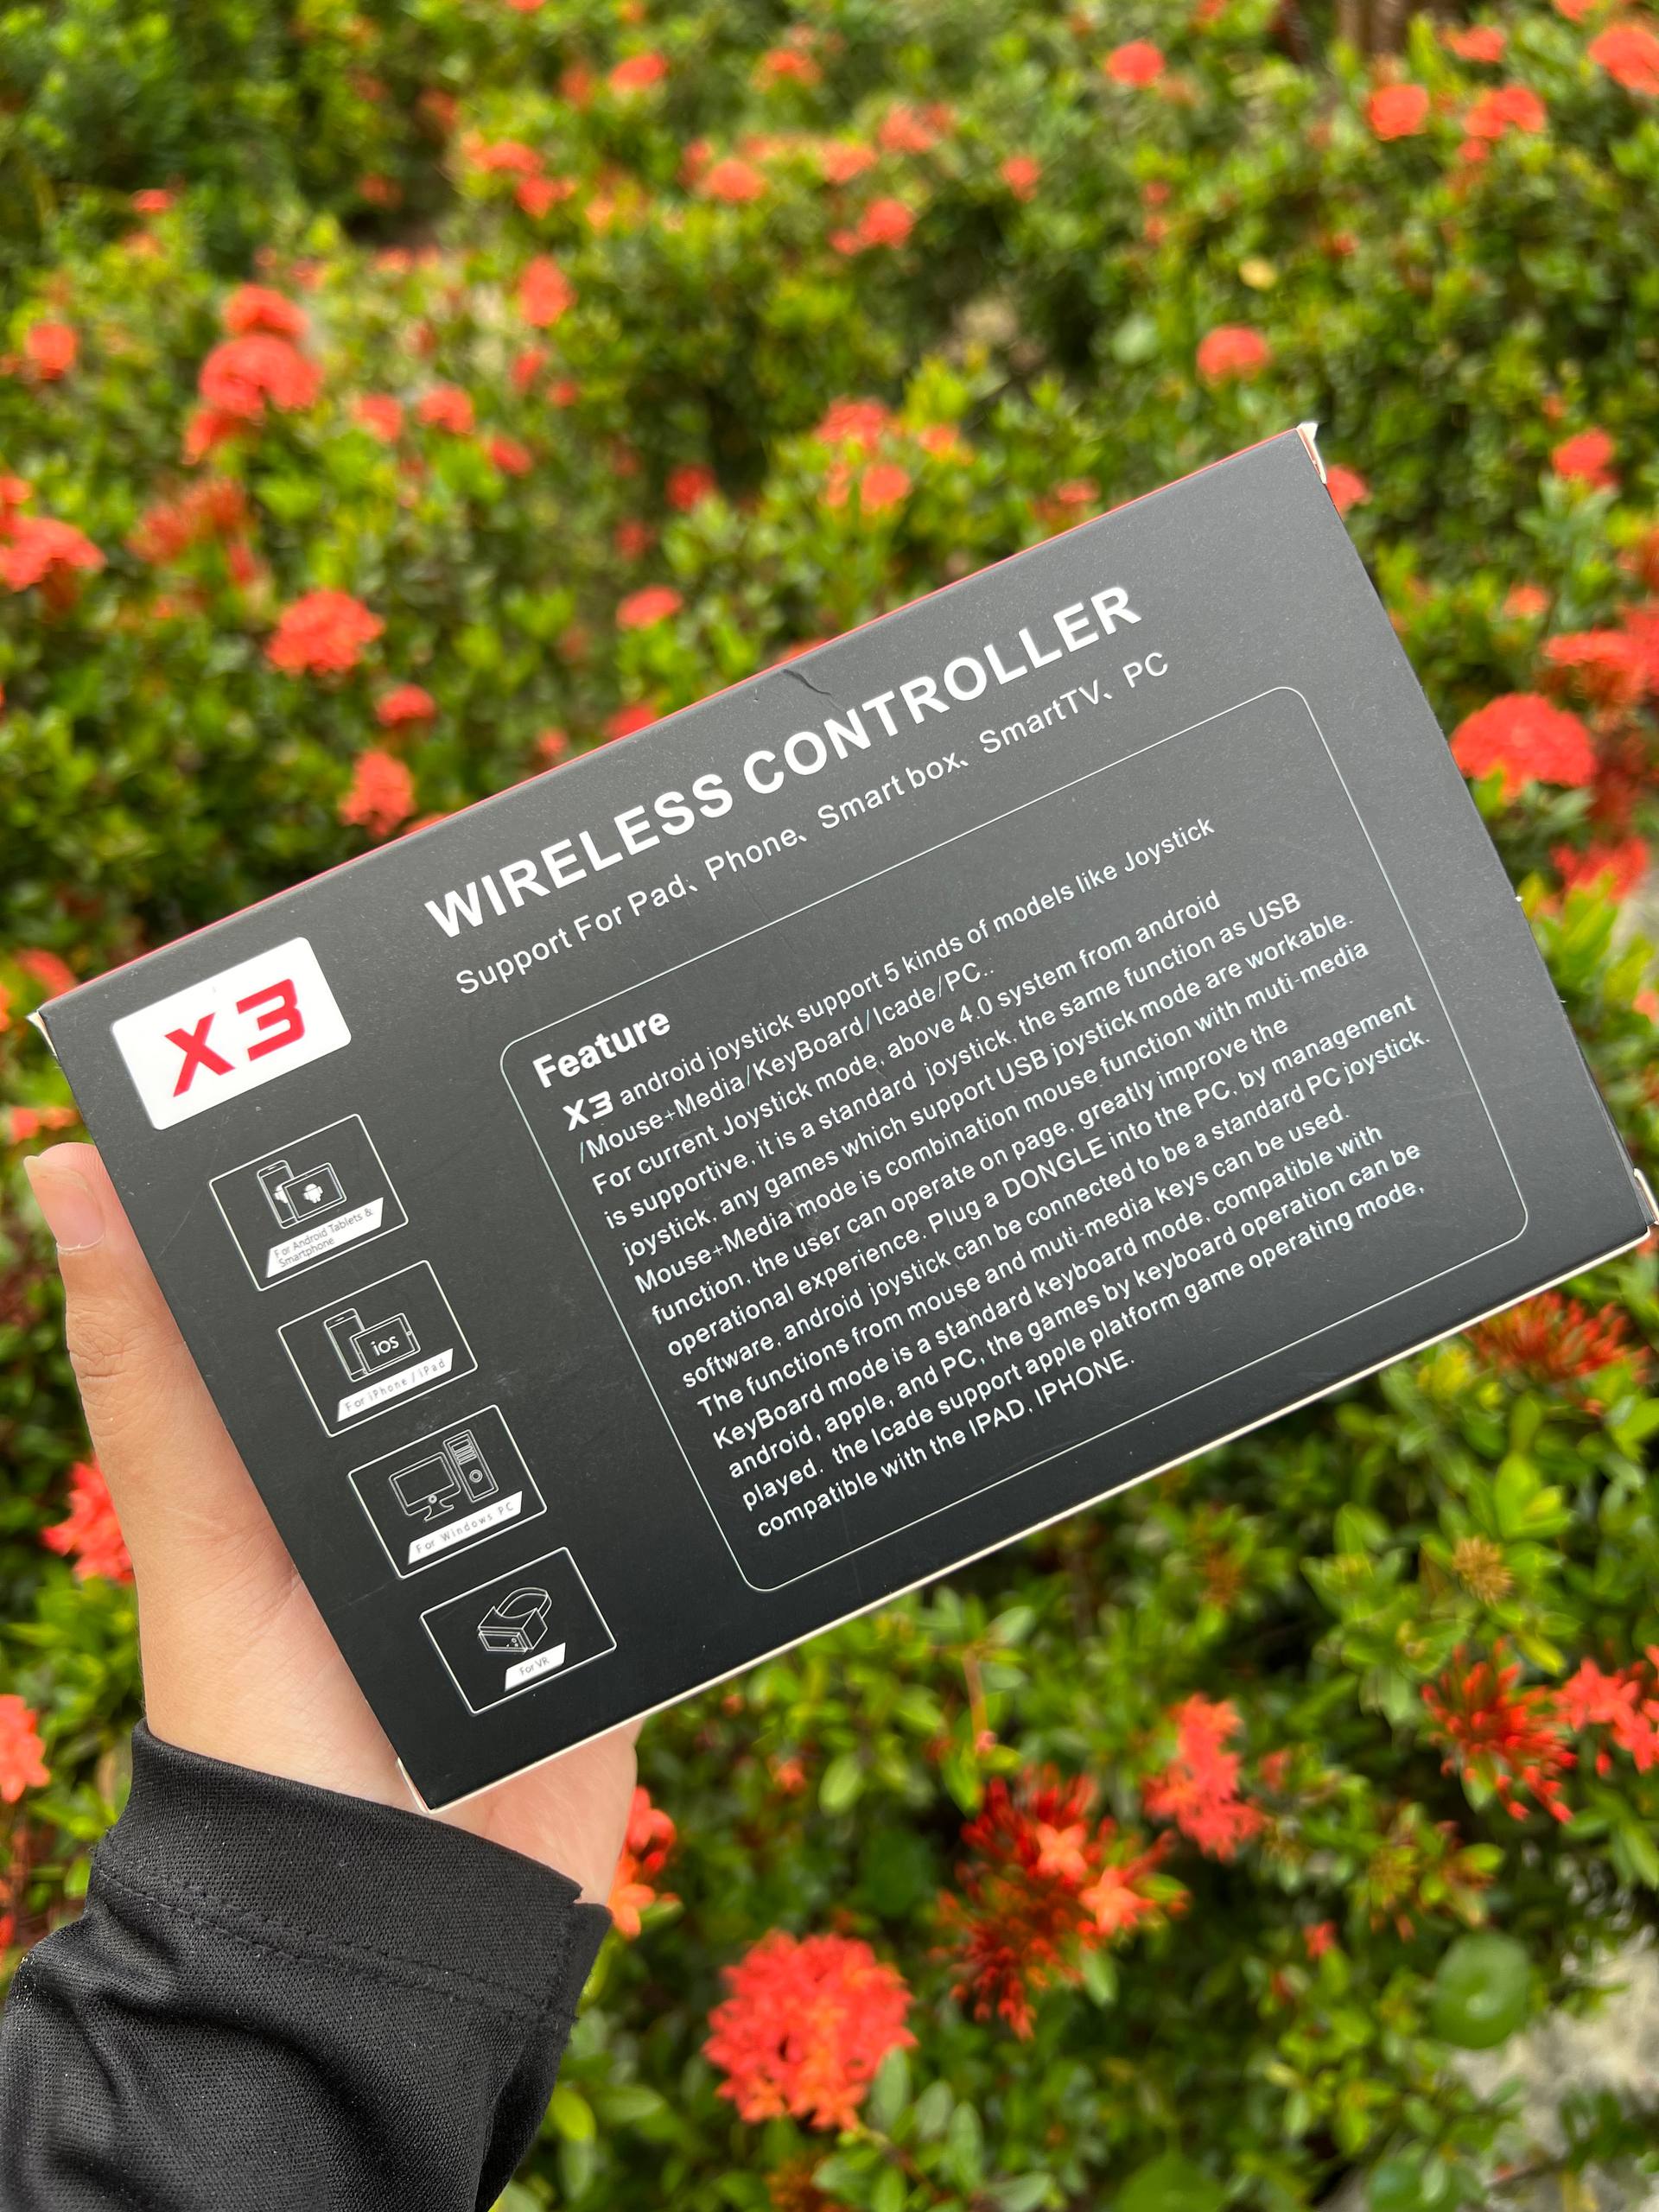 WIRELESS CONTROLLER
Support For Pad、Phone、Smart box、SmartTV、PC
X3
Feature
X3 android joystick support 5 kinds of models like Joystick
/Mouse+Media/KeyBoard/Icade/PC..
For current Joystick mode, above 4.0 system from android
is supportive, it is a standard joystick, the same function as USB
joystick, any games which support USB joystick mode are workable.
Mouse+Media mode is combination mouse function with muti-media
function, the user can operate on page, greatly improve the
operational experience. Plug a DONGLE into the PC, by management
software, android joystick can be connected to be a standard PC joystick.
The functions from mouse and muti-media keys can be used.
KeyBoard mode is a standard keyboard mode, compatible with
android, apple, and PC, the games by keyboard operation can be
played. the Icade support apple platform game operating mode,
compatible with the IPAD, IPHONE.
For Android Tablets &
Smartphone
iOS
For iPhone / iPad
For Windows PC
For VR